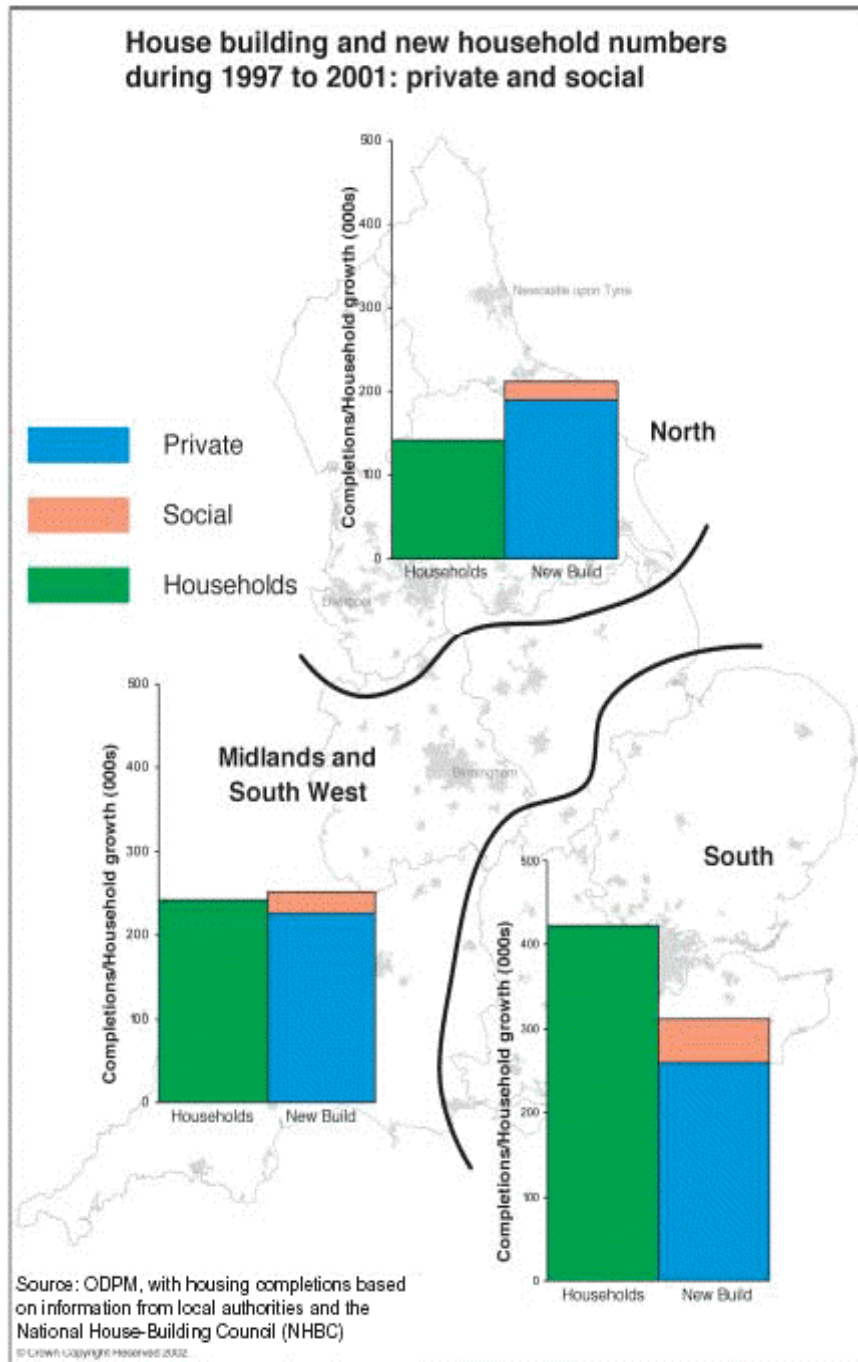 House building and new household numbers
during 1997 to 2001: private and social
500
400
300
200
100
0
Completions/Household growth (000s)
Newcastle upon Tyne
Households
New Build
North
Private
Social
Households
Liverpool
500
400
300
200
100
0
Completions/Household growth (000s)
Midlands and
South West
Birmingham
Households
New Build
South
500
400
300
200
100
0
Completions/Household growth (000s)
Households
New Build
Source: ODPM, with housing completions based
on information from local authorities and the
National House-Building Council (NHBC)
© Crown Copyright Reserved 2002